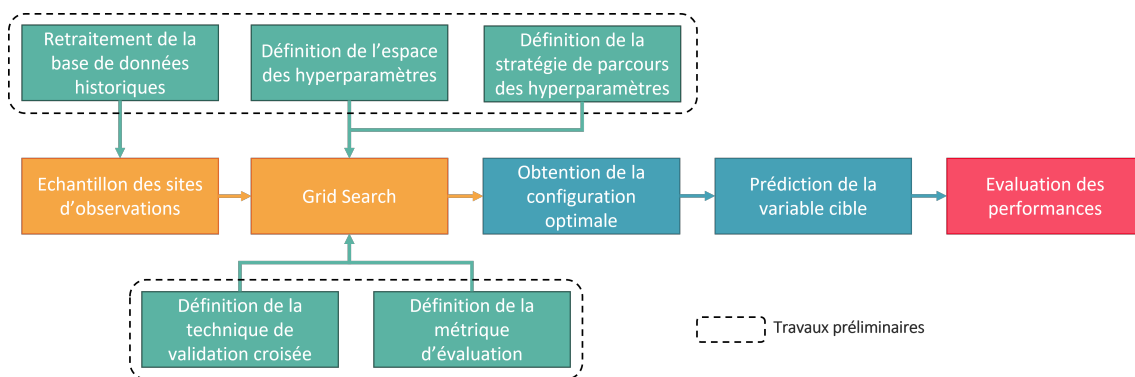 Retraitement de la
base de données
historiques
Définition de l'espace
des hyperparamètres
Définition de la
stratégie de parcours
des hyperparamètres
Echantillon des sites
d'observations
Grid Search
Obtention de la
configuration
optimale
Prédiction de la
variable cible
Evaluation des
performances
Définition de la
technique de
validation croisée
Définition de la
métrique
d'évaluation
Travaux préliminaires